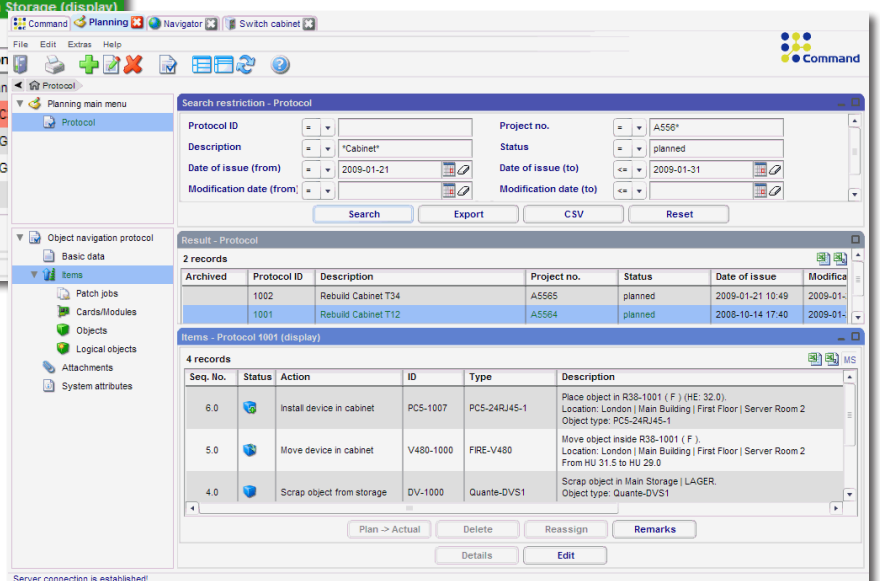 Storage (display)
Command Planning Navigator Switch cabinet
File Edit Extras Help
Command
Protocol
Planning main menu
Protocol
Search restriction - Protocol
Protocol ID = Project no. = A556*
Description = *Cabinet* Status = planned
Date of issue (from) = 2009-01-21 Date of issue (to) <= 2009-01-31
Modification date (from) = Modification date (to) <=
Search Export CSV Reset
Object navigation protocol
Basic data
Items
Patch jobs
Cards/Modules
Objects
Logical objects
Attachments
System attributes
Result - Protocol
2 records
Archived Protocol ID Description Project no. Status Date of issue Modifica
1002 Rebuild Cabinet T34 A5565 planned 2009-01-21 10:49 2009-01-
1001 Rebuild Cabinet T12 A5564 planned 2008-10-14 17:40 2009-01-
Items - Protocol 1001 (display)
4 records MS
Seq. No. Status Action ID Type Description
6.0 Install device in cabinet PC5-1007 PC5-24RJ45-1 Place object in R38-1001 ( F ) (HE: 32.0).
Location: London | Main Building | First Floor | Server Room 2
Object type: PC5-24RJ45-1
5.0 Move device in cabinet V480-1000 FIRE-V480 Move object inside R38-1001 ( F ).
Location: London | Main Building | First Floor | Server Room 2
From HU 31.5 to HU 29.0
4.0 Scrap object from storage DV-1000 Quante-DVS1 Scrap object in Main Storage | LAGER.
Object type: Quante-DVS1
Plan -> Actual Delete Reassign Remarks
Details Edit
Server connection is established!